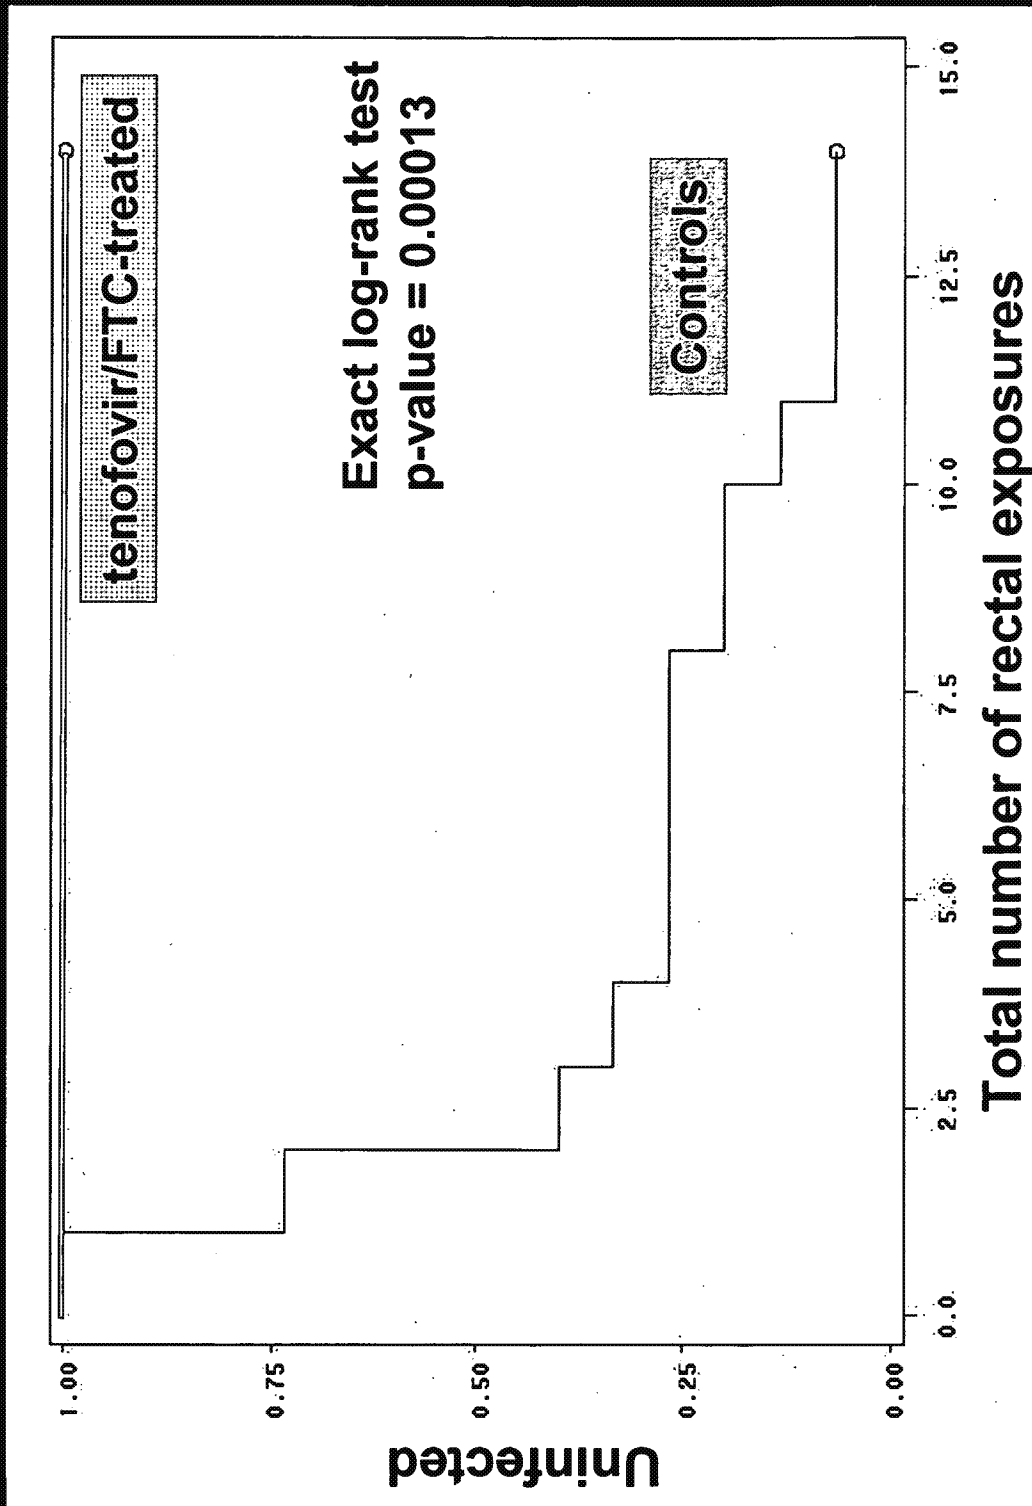 Uninfected
1.00
0.75
0.50
0.25
0.00
tenofovir/FTC-treated
Exact log-rank test
p-value = 0.00013
Controls
0.0
2.5
5.0
7.5
10.0
12.5
15.0
Total number of rectal exposures